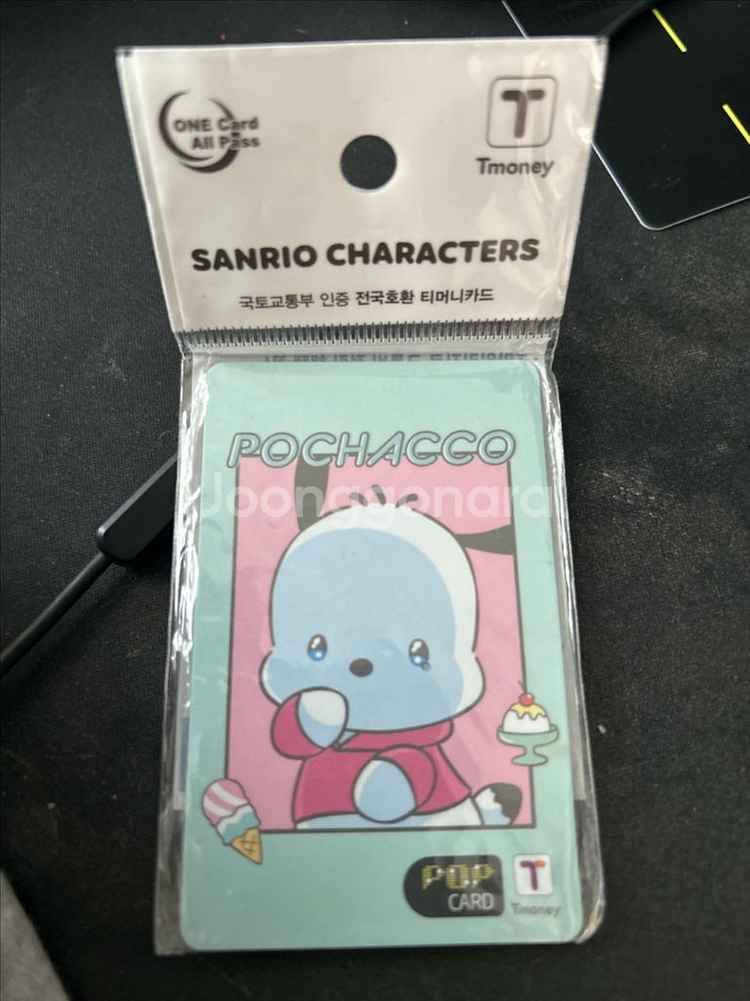 ONE Card
All Pass
Tmoney
SANRIO CHARACTERS
국토교통부 인증 전국호환 티머니카드
POCHACCO
Joonggonara
POP
CARD
Tmoney